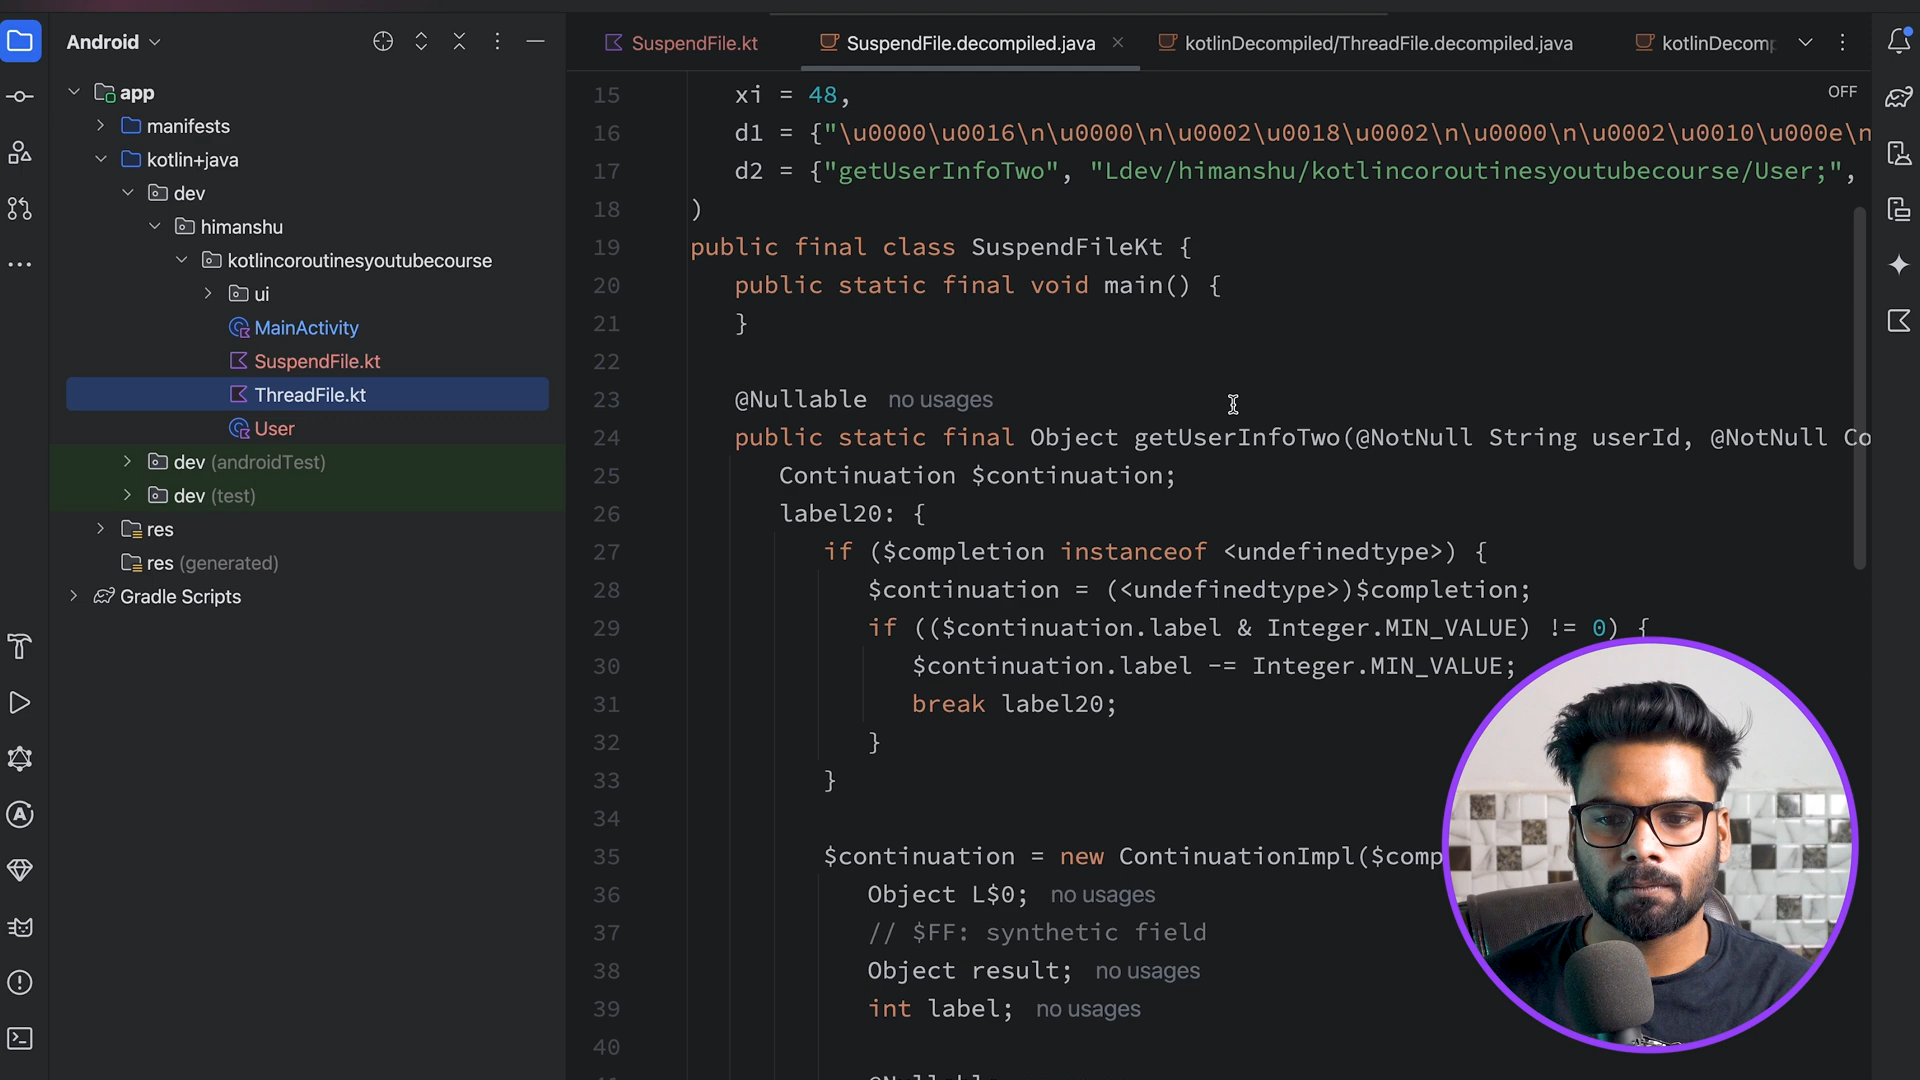 Android
app
manifests
kotlin+java
dev
himanshu
kotlincoroutinesyoutubecourse
ui
MainActivity
SuspendFile.kt
ThreadFile.kt
User
dev (androidTest)
dev (test)
res
res (generated)
Gradle Scripts
SuspendFile.kt
SuspendFile.decompiled.java
kotlinDecompiled/ThreadFile.decompiled.java
kotlinDecomp
OFF
15 xi = 48,
16 d1 = {"\u0000\u0016\n\u0000\n\u0002\u0018\u0002\n\u0000\n\u0002\u0010\u000e\n
17 d2 = {"getUserInfoTwo", "Ldev/himanshu/kotlincoroutinesyoutubecourse/User;",
18 )
19 public final class SuspendFileKt {
20 public static final void main() {
21 }
22
23 @Nullable no usages
24 public static final Object getUserInfoTwo(@NotNull String userId, @NotNull Co
25 Continuation $continuation;
26 label20: {
27 if ($completion instanceof <undefinedtype>) {
28 $continuation = (<undefinedtype>)$completion;
29 if (($continuation.label & Integer.MIN_VALUE) != 0) {
30 $continuation.label -= Integer.MIN_VALUE;
31 break label20;
32 }
33 }
34
35 $continuation = new ContinuationImpl($comp
36 Object L$0; no usages
37 // $FF: synthetic field
38 Object result; no usages
39 int label; no usages
40